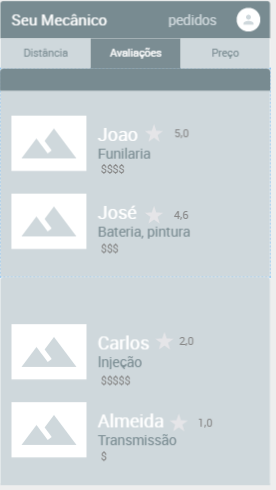 Seu Mecânico pedidos
Distância Avaliações Preço
Joao 5,0
Funilaria
$$$$
José 4,6
Bateria, pintura
$$$
Carlos 2,0
Injeção
$$$$$
Almeida 1,0
Transmissão
$